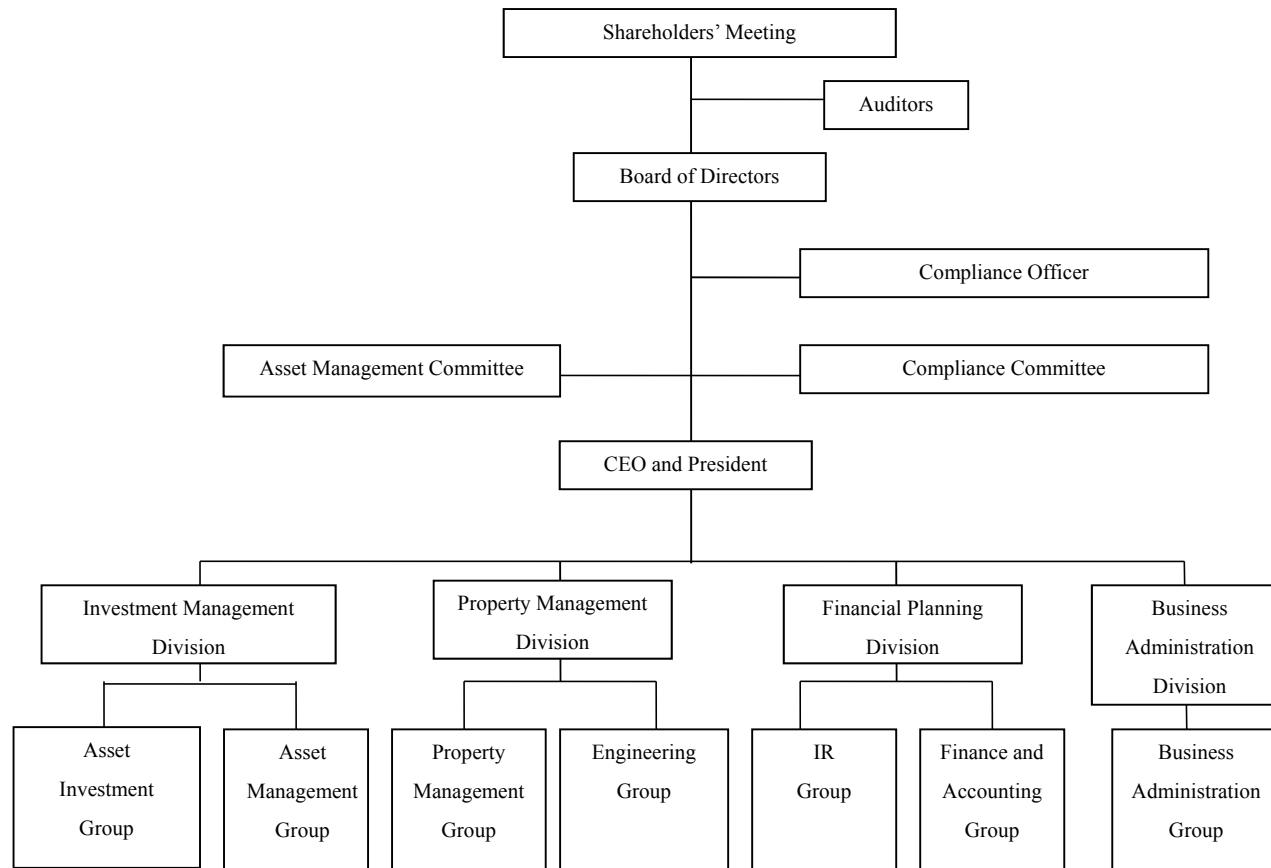 Shareholders’ Meeting
Auditors
Board of Directors
Compliance Officer
Asset Management Committee
Compliance Committee
CEO and President
Investment Management
Division
Property Management
Division
Financial Planning
Division
Business
Administration
Division
Asset
Investment
Group
Asset
Management
Group
Property
Management
Group
Engineering
Group
IR
Group
Finance and
Accounting
Group
Business
Administration
Group